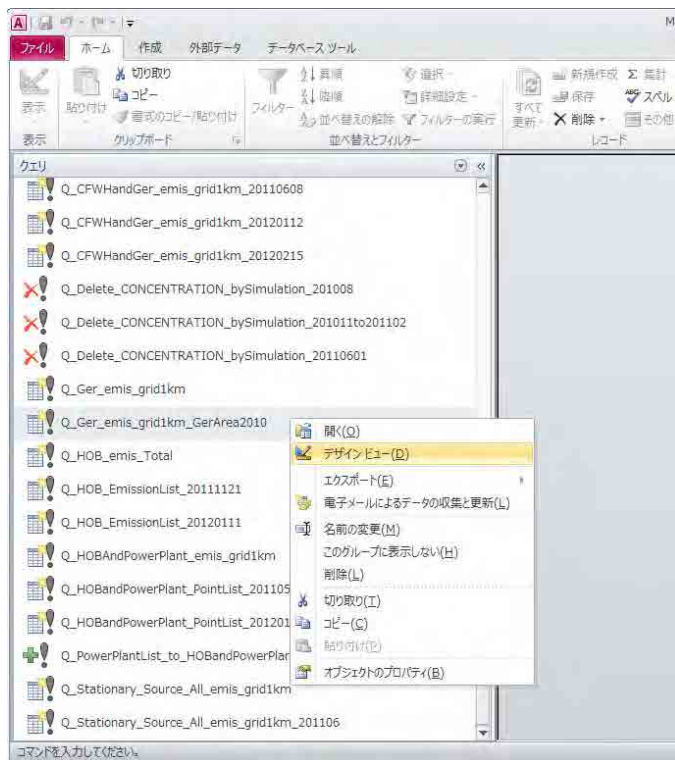 M
ファイル ホーム 作成 外部データ データベース ツール
表示
貼り付け
切り取り
コピー
書式のコピー/貼り付け
フィルター
昇順
降順
並べ替えの解除
選択
詳細設定
フィルターの実行
すべて
更新
新規作成
保存
削除
Σ 集計
スペル
その他
表示 クリップボード 並べ替えとフィルター レコード
クエリ
Q_CFWHandGer_emis_grid1km_20110608
Q_CFWHandGer_emis_grid1km_20120112
Q_CFWHandGer_emis_grid1km_20120215
Q_Delete_CONCENTRATION_bySimulation_201008
Q_Delete_CONCENTRATION_bySimulation_201011to201102
Q_Delete_CONCENTRATION_bySimulation_20110601
Q_Ger_emis_grid1km
Q_Ger_emis_grid1km_GerArea2010
Q_HOB_emis_Total
Q_HOB_EmissionList_20111121
Q_HOB_EmissionList_20120111
Q_HOBAndPowerPlant_emis_grid1km
Q_HOBandPowerPlant_PointList_201105
Q_HOBandPowerPlant_PointList_201201
Q_PowerPlantList_to_HOBandPowerPlan
Q_Stationary_Source_All_emis_grid1km
Q_Stationary_Source_All_emis_grid1km_201106
開く(O)
デザイン ビュー(D)
エクスポート(E)
電子メールによるデータの収集と更新(L)
名前の変更(M)
このグループに表示しない(H)
削除(L)
切り取り(T)
コピー(C)
貼り付け(P)
オブジェクトのプロパティ(B)
コマンドを入力してください。